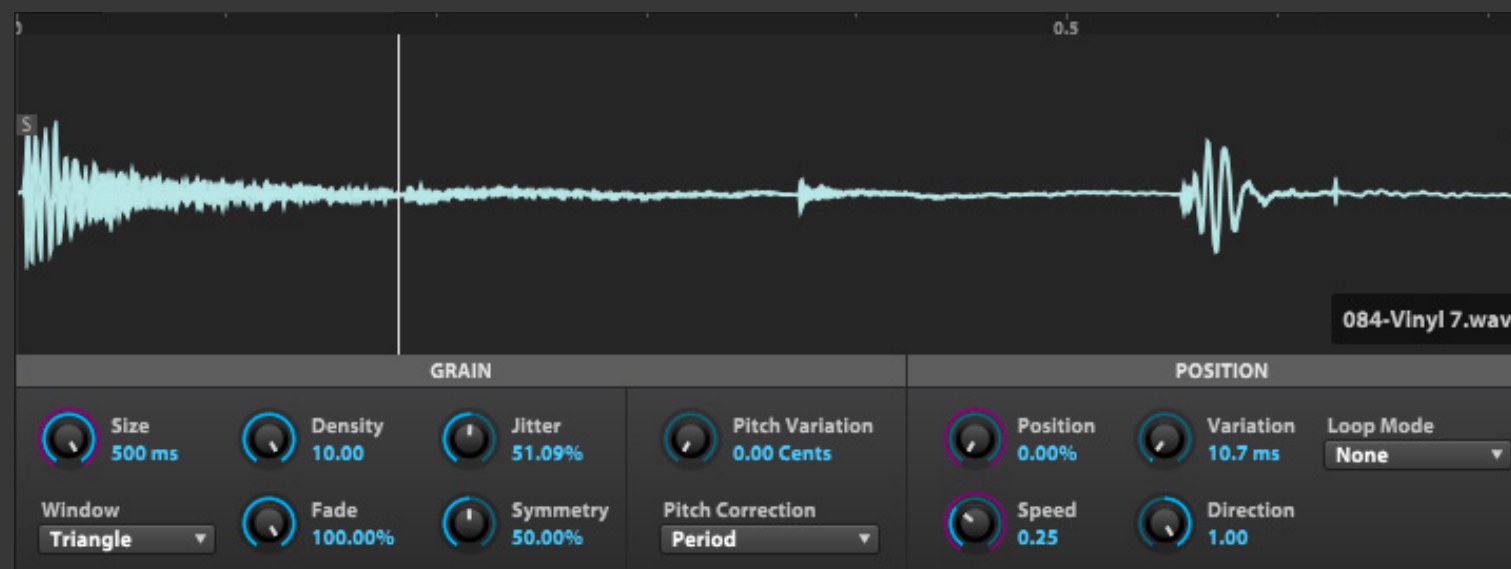 0 0.5
S
084-Vinyl 7.wav
GRAIN POSITION
Size Density Jitter Pitch Variation Position Variation Loop Mode
500 ms 10.00 51.09% 0.00 Cents 0.00% 10.7 ms None
Window Fade Symmetry Pitch Correction Speed Direction
Triangle 100.00% 50.00% Period 0.25 1.00